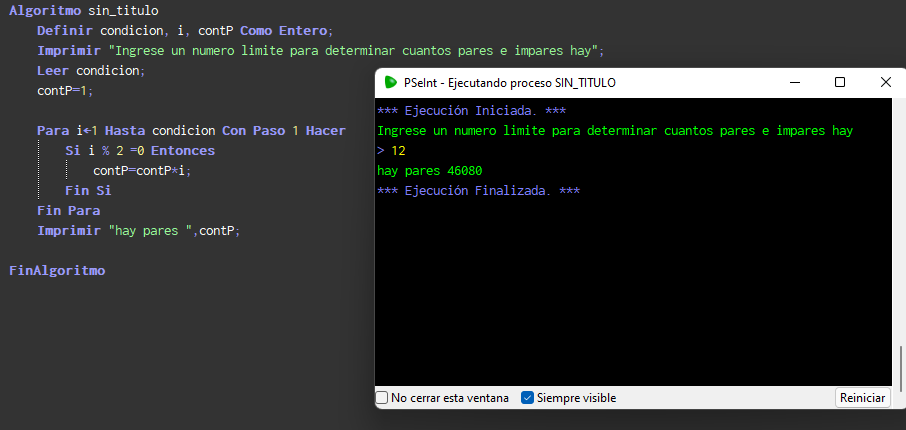 Algoritmo sin_titulo
Definir condicion, i, contP Como Entero;
Imprimir "Ingrese un numero limite para determinar cuantos pares e impares hay";
Leer condicion;
contP=1;
Para i←1 Hasta condicion Con Paso 1 Hacer
Si i % 2 =0 Entonces
contP=contP*i;
Fin Si
Fin Para
Imprimir "hay pares ",contP;
FinAlgoritmo
PSeInt - Ejecutando proceso SIN_TITULO
*** Ejecución Iniciada. ***
Ingrese un numero limite para determinar cuantos pares e impares hay
> 12
hay pares 46080
*** Ejecución Finalizada. ***
No cerrar esta ventana
Siempre visible
Reiniciar